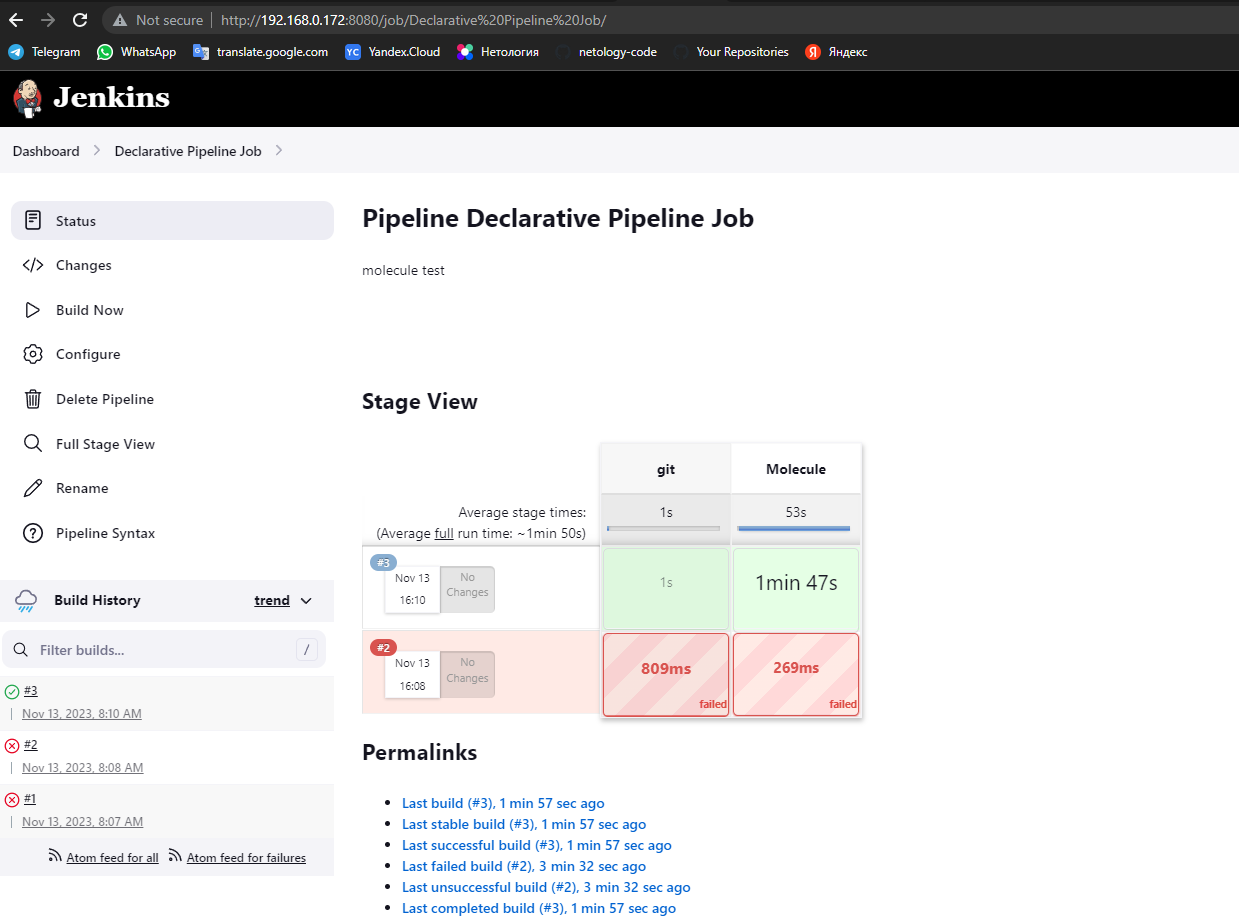 Not secure http://192.168.0.172:8080/job/Declarative%20Pipeline%20Job/
Telegram WhatsApp translate.google.com Yandex.Cloud Нетология netology-code Your Repositories Яндекс
Jenkins
Dashboard Declarative Pipeline Job
Status
Changes
Build Now
Configure
Delete Pipeline
Full Stage View
Rename
Pipeline Syntax
Build History trend
Filter builds... /
#3
Nov 13, 2023, 8:10 AM
#2
Nov 13, 2023, 8:08 AM
#1
Nov 13, 2023, 8:07 AM
Atom feed for all Atom feed for failures
Pipeline Declarative Pipeline Job
molecule test
Stage View
git Molecule
Average stage times: 1s 53s
(Average full run time: ~1min 50s)
#3
Nov 13 No
16:10 Changes
1s 1min 47s
#2
Nov 13 No
16:08 Changes
809ms 269ms
failed failed
Permalinks
Last build (#3), 1 min 57 sec ago
Last stable build (#3), 1 min 57 sec ago
Last successful build (#3), 1 min 57 sec ago
Last failed build (#2), 3 min 32 sec ago
Last unsuccessful build (#2), 3 min 32 sec ago
Last completed build (#3), 1 min 57 sec ago